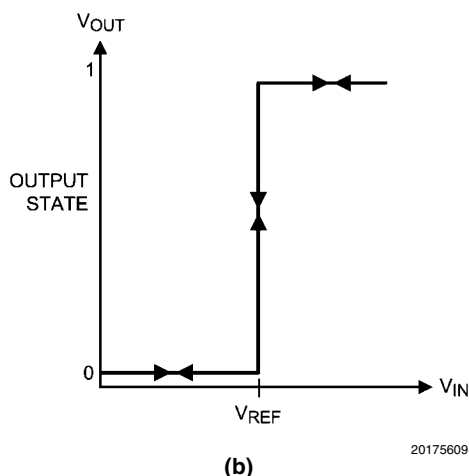 VOUT
1
OUTPUT
STATE
0
VREF
VIN
20175609
(b)